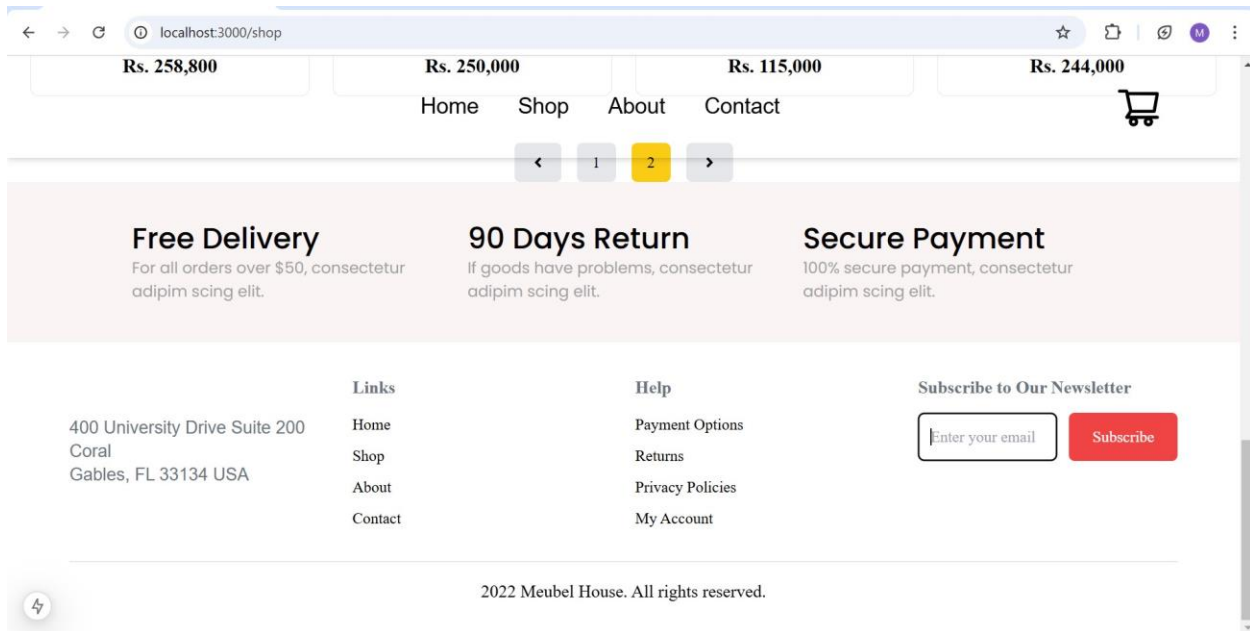 localhost:3000/shop
M
Rs. 258,800
Rs. 250,000
Rs. 115,000
Rs. 244,000
Home Shop About Contact
1 2
Free Delivery
For all orders over $50, consectetur
adipim scing elit.
90 Days Return
If goods have problems, consectetur
adipim scing elit.
Secure Payment
100% secure payment, consectetur
adipim scing elit.
400 University Drive Suite 200
Coral
Gables, FL 33134 USA
Links
Home
Shop
About
Contact
Help
Payment Options
Returns
Privacy Policies
My Account
Subscribe to Our Newsletter
Enter your email
Subscribe
2022 Meubel House. All rights reserved.